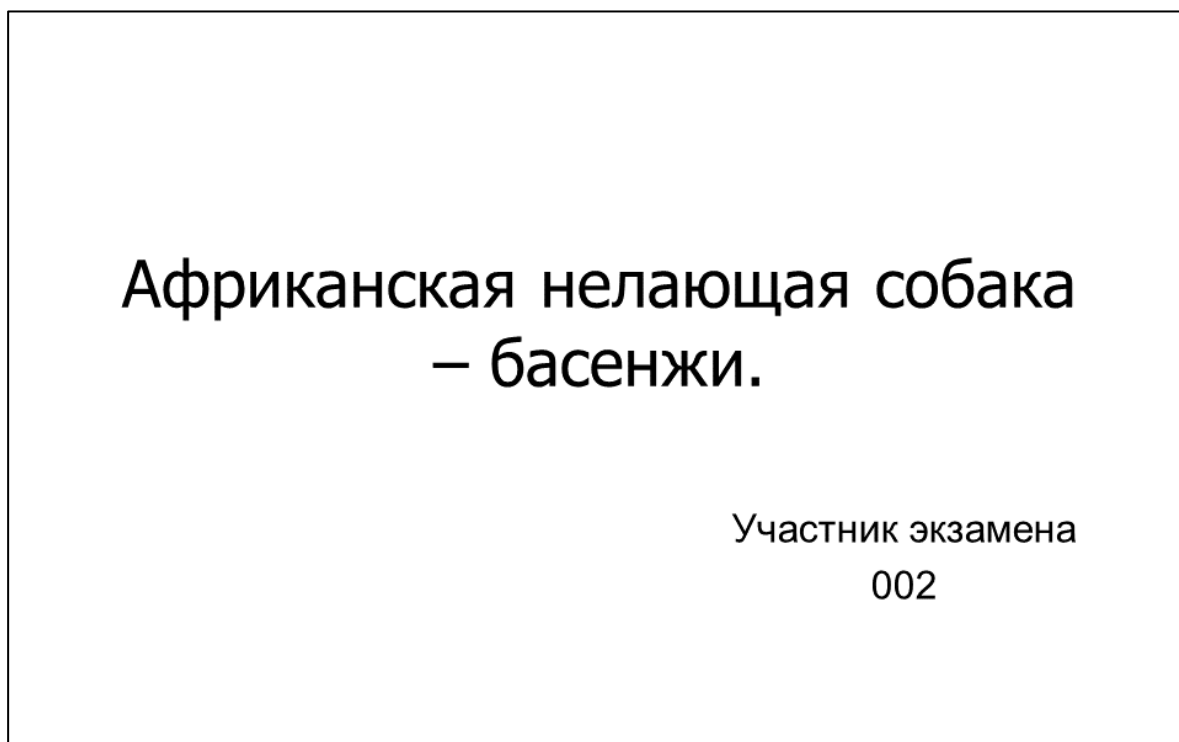 Африканская нелающая собака
– басенжи.
Участник экзамена
002